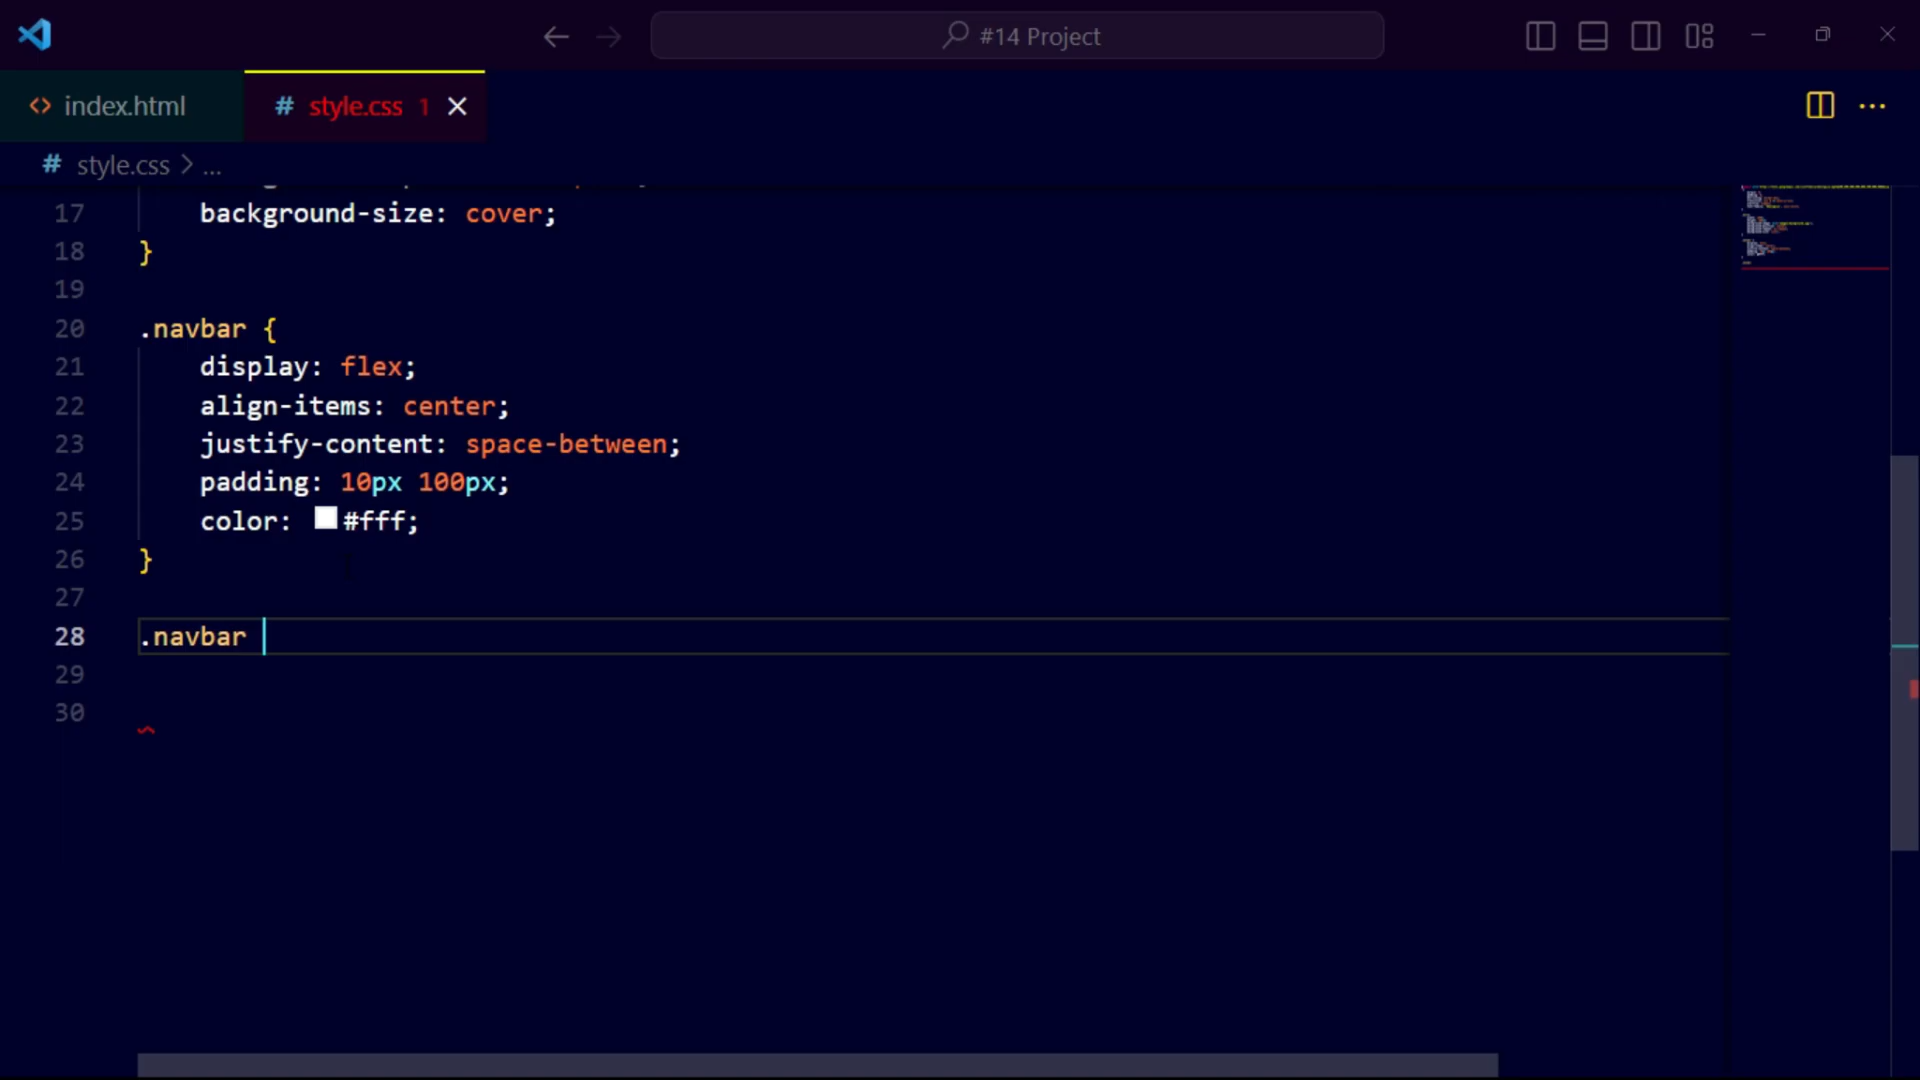 #14 Project
<> index.html # style.css 1
# style.css > ...
17 background-size: cover;
18 }
19
20 .navbar {
21 display: flex;
22 align-items: center;
23 justify-content: space-between;
24 padding: 10px 100px;
25 color: #fff;
26 }
27
28 .navbar
29
30